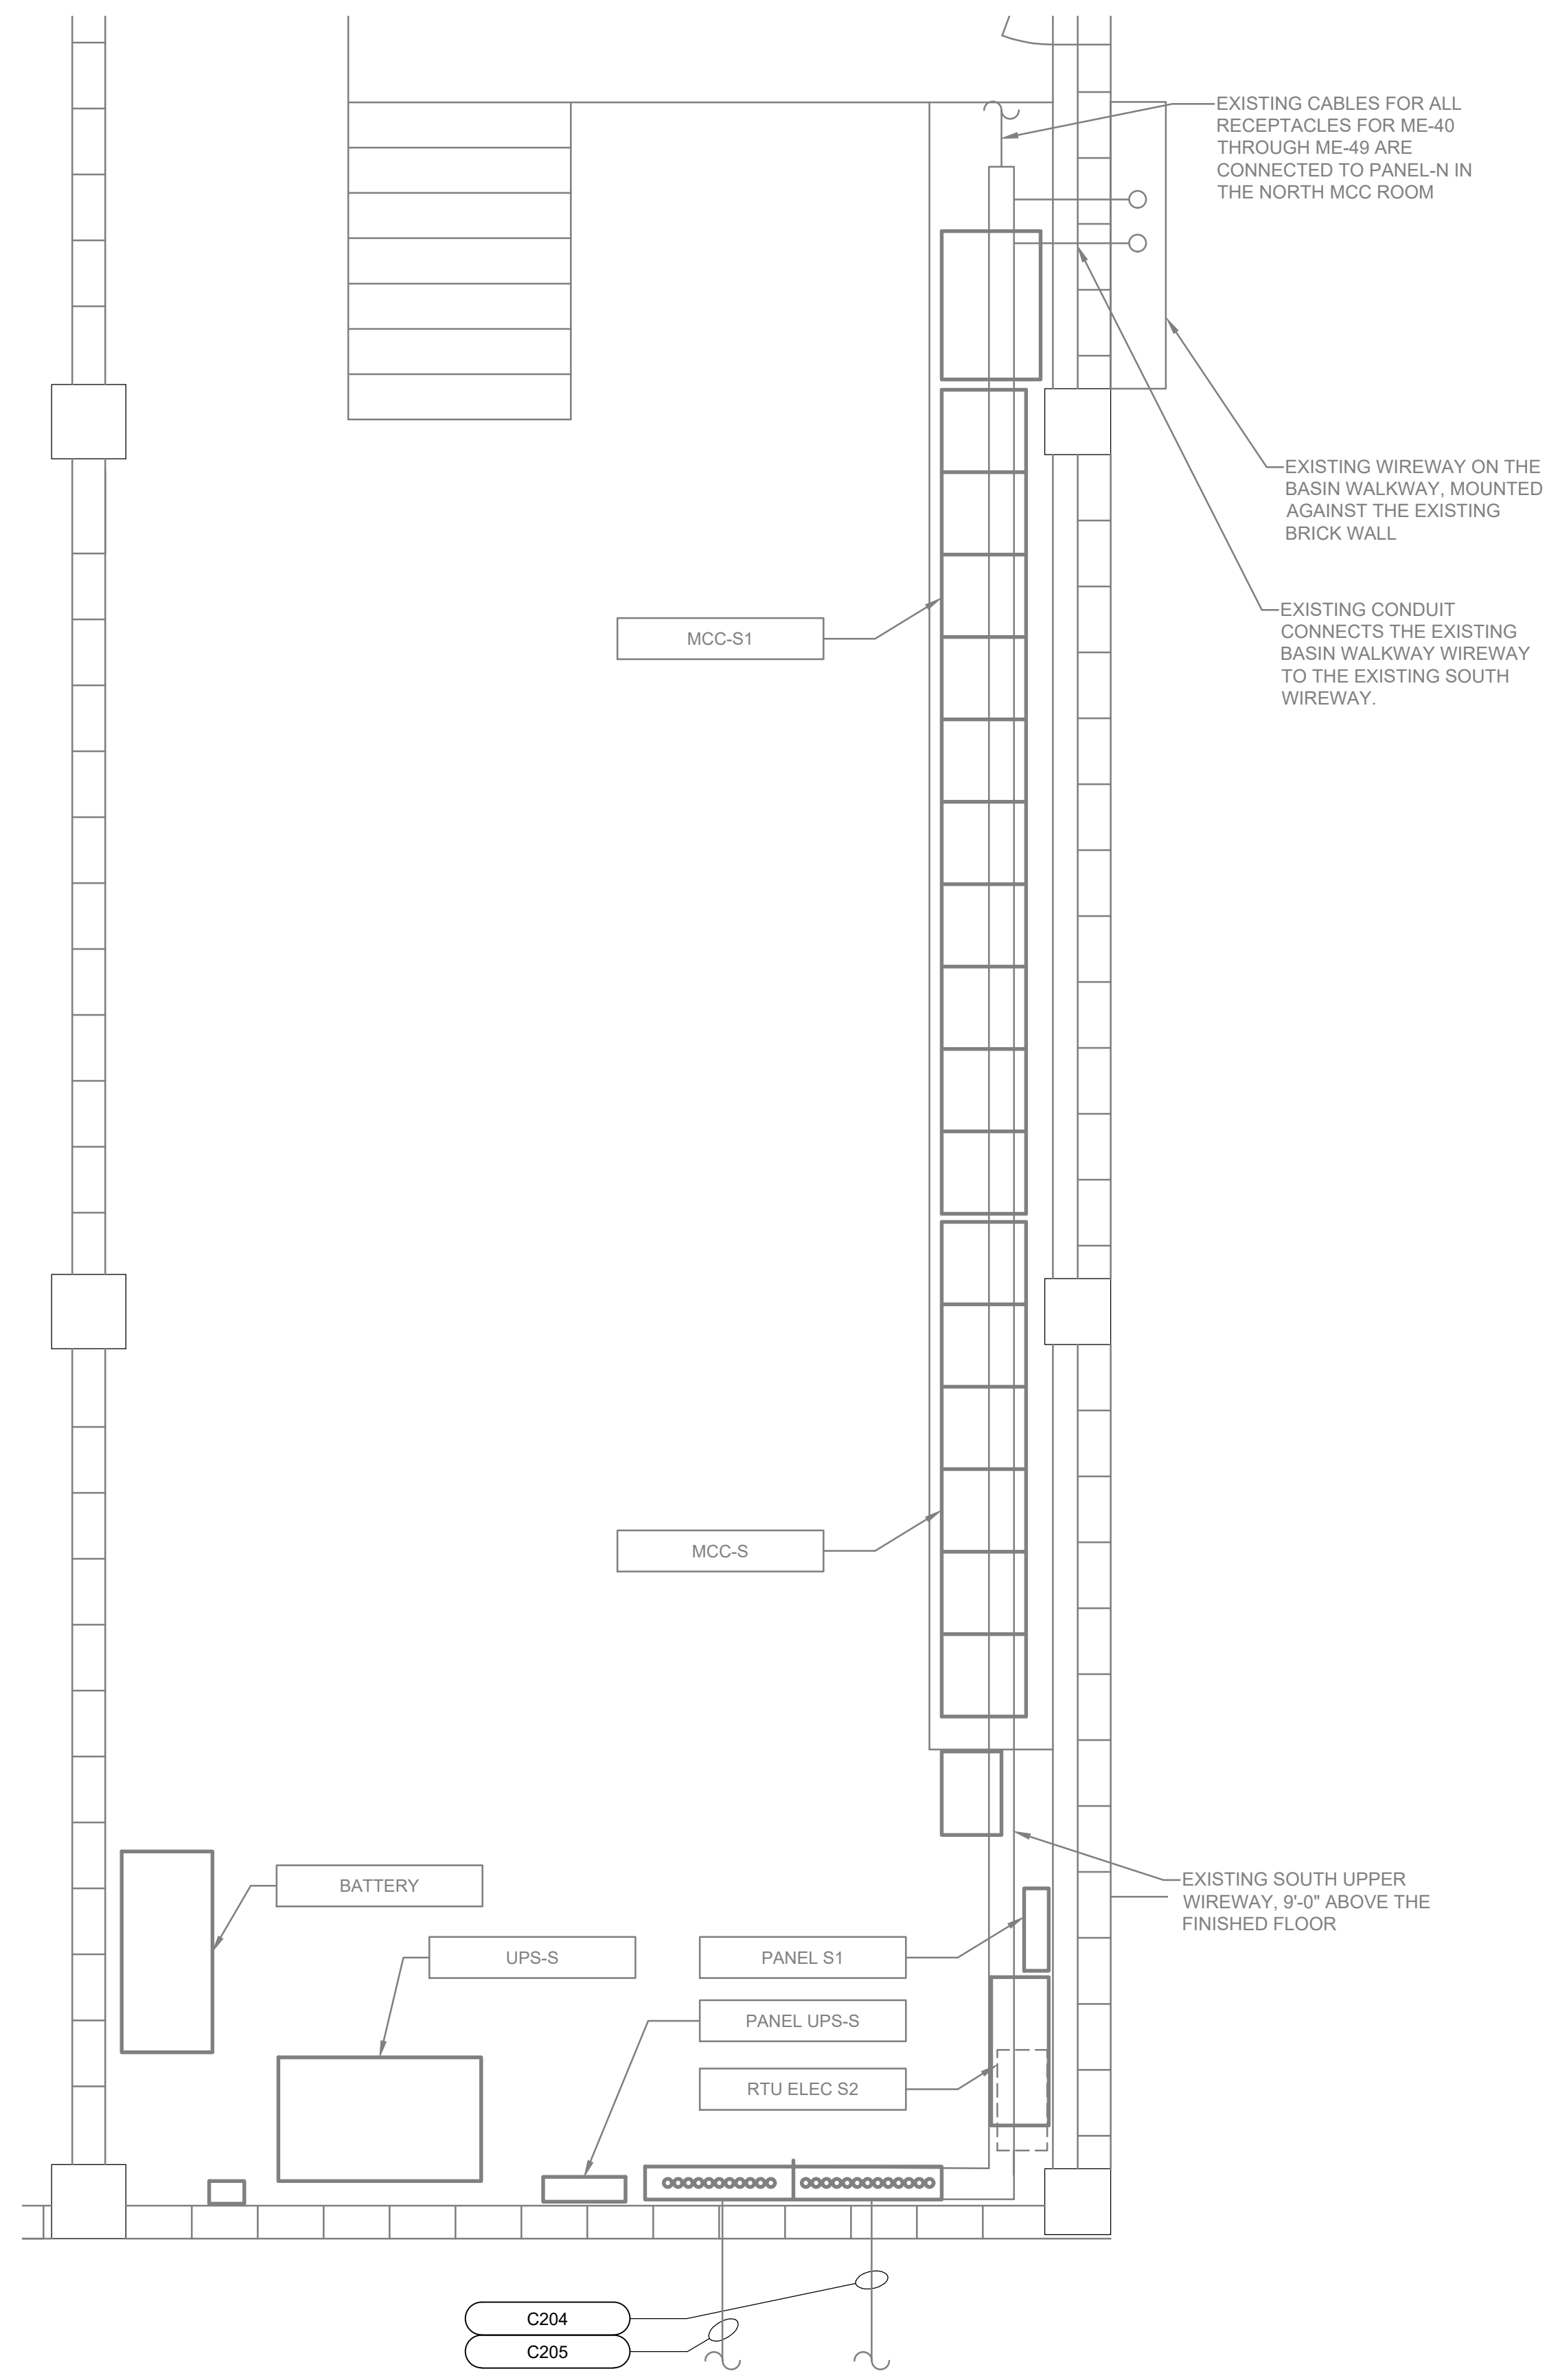 EXISTING CABLES FOR ALL
RECEPTACLES FOR ME-40
THROUGH ME-49 ARE
CONNECTED TO PANEL-N IN
THE NORTH MCC ROOM
EXISTING WIREWAY ON THE
BASIN WALKWAY, MOUNTED
AGAINST THE EXISTING
BRICK WALL
EXISTING CONDUIT
CONNECTS THE EXISTING
BASIN WALKWAY WIREWAY
TO THE EXISTING SOUTH
WIREWAY.
MCC-S1
MCC-S
EXISTING SOUTH UPPER
WIREWAY, 9'-0" ABOVE THE
FINISHED FLOOR
BATTERY
UPS-S
PANEL S1
PANEL UPS-S
RTU ELEC S2
C204
C205